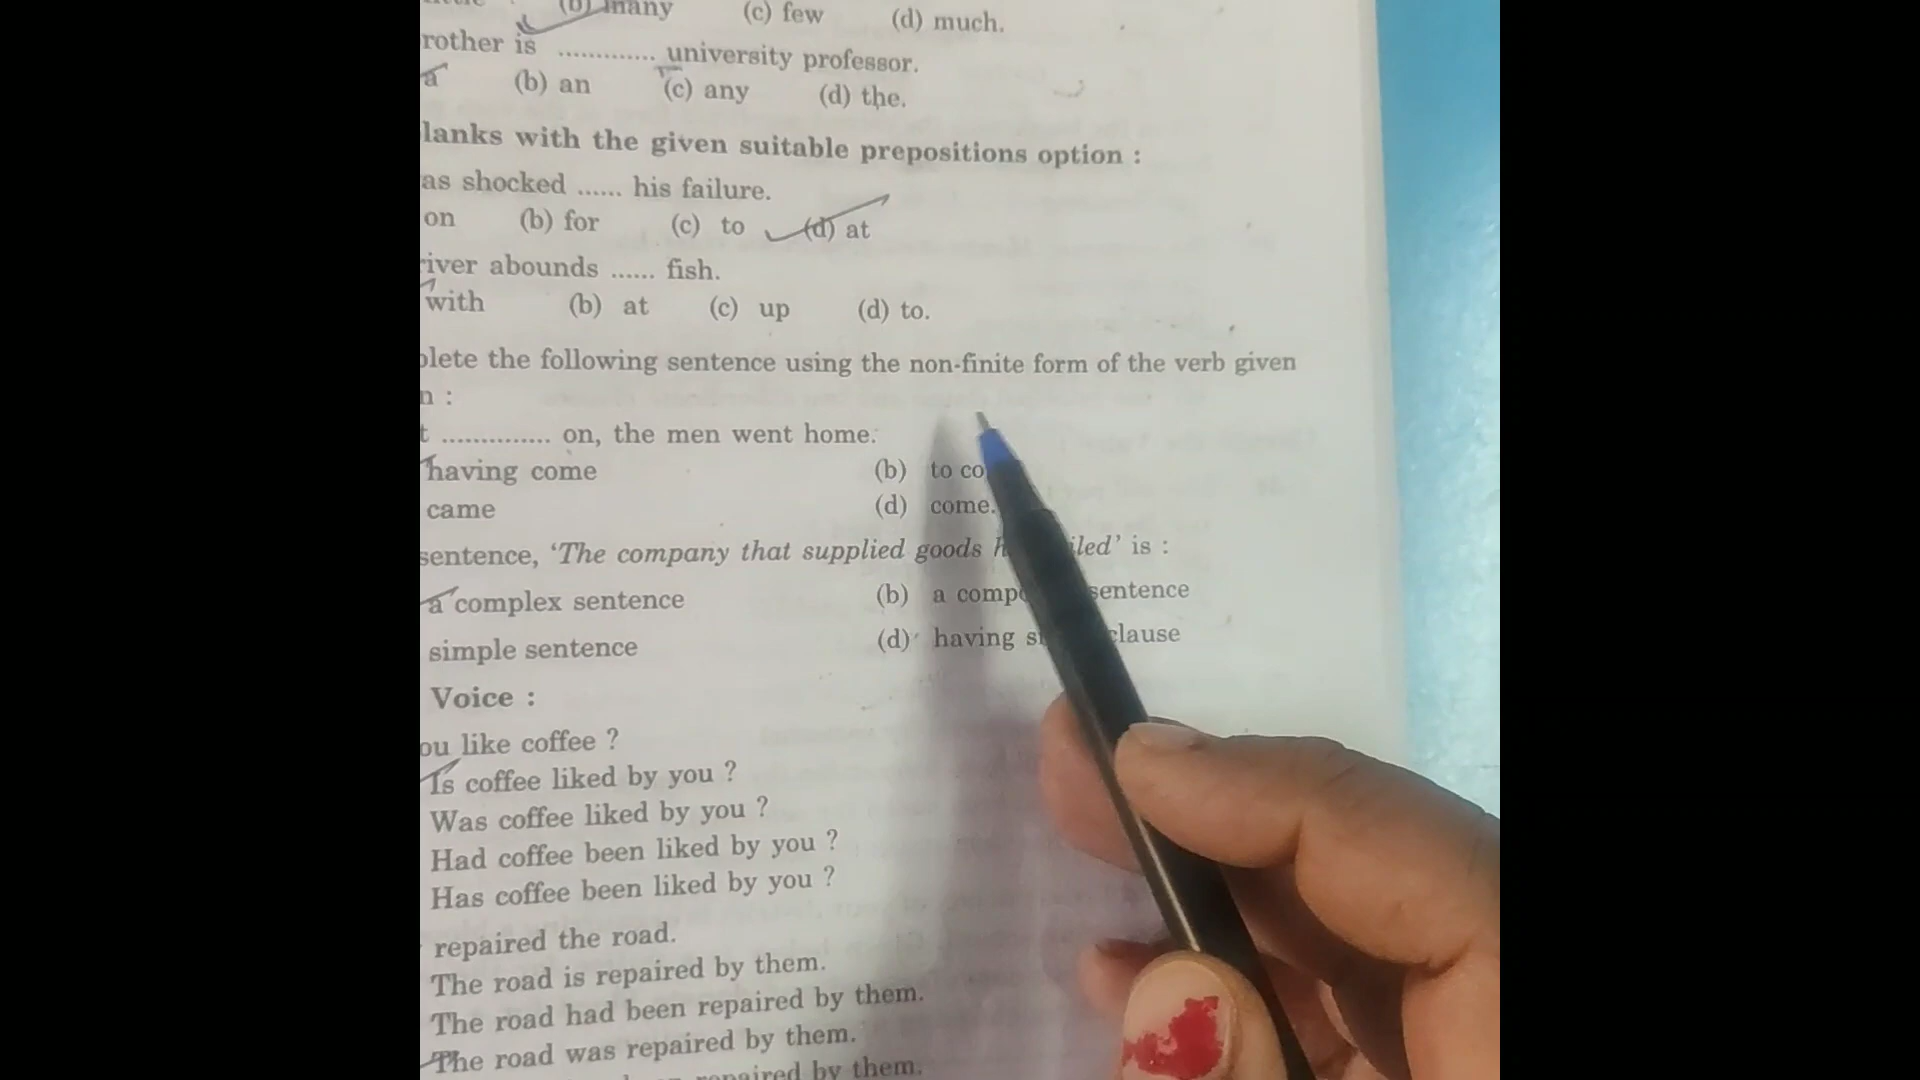 (b) many (c) few (d) much.
rother is ............. university professor.
a (b) an (c) any (d) the.
lanks with the given suitable prepositions option :
as shocked ...... his failure.
on (b) for (c) to (d) at
river abounds ...... fish.
with (b) at (c) up (d) to.
plete the following sentence using the non-finite form of the verb given
n :
t .............. on, the men went home.
having come (b) to co
came (d) come.
sentence, ‘The company that supplied goods h iled’ is :
a complex sentence (b) a comp sentence
simple sentence (d) having s clause
Voice :
ou like coffee ?
Is coffee liked by you ?
Was coffee liked by you ?
Had coffee been liked by you ?
Has coffee been liked by you ?
repaired the road.
The road is repaired by them.
The road had been repaired by them.
The road was repaired by them.
repaired by them.